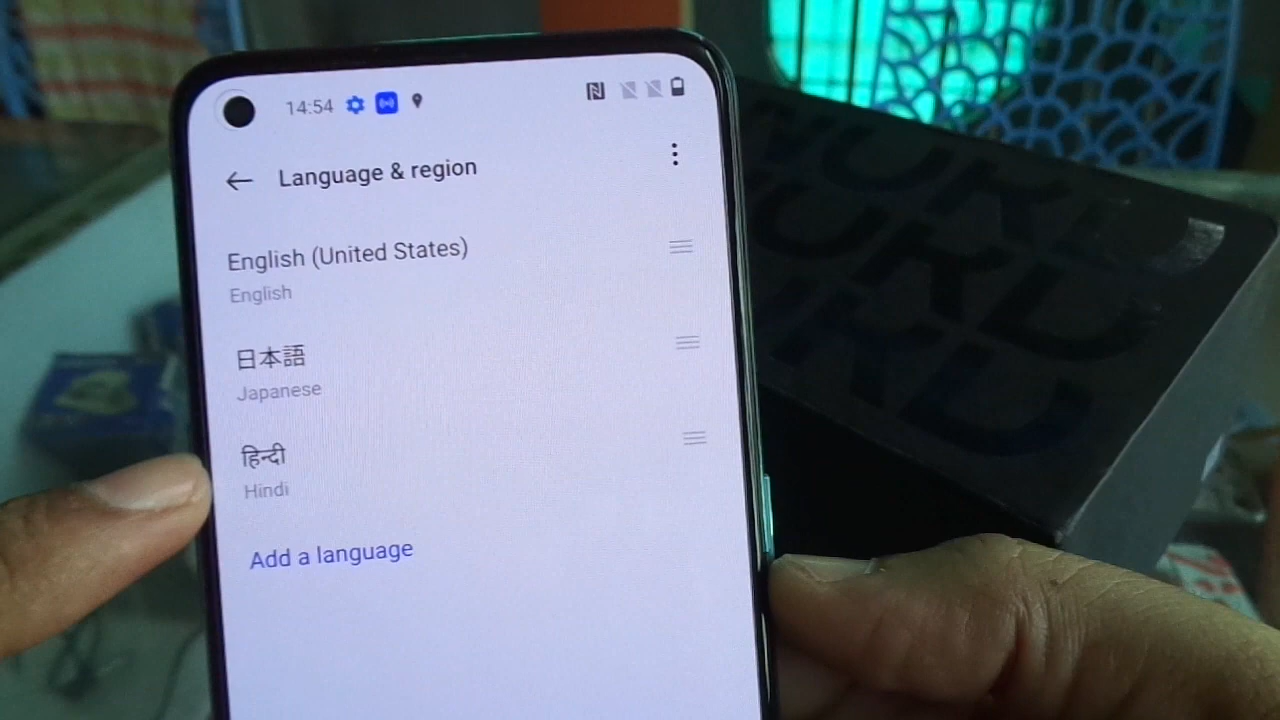 14:54
Language & region
English (United States)
English
日本語
Japanese
हिन्दी
Hindi
Add a language